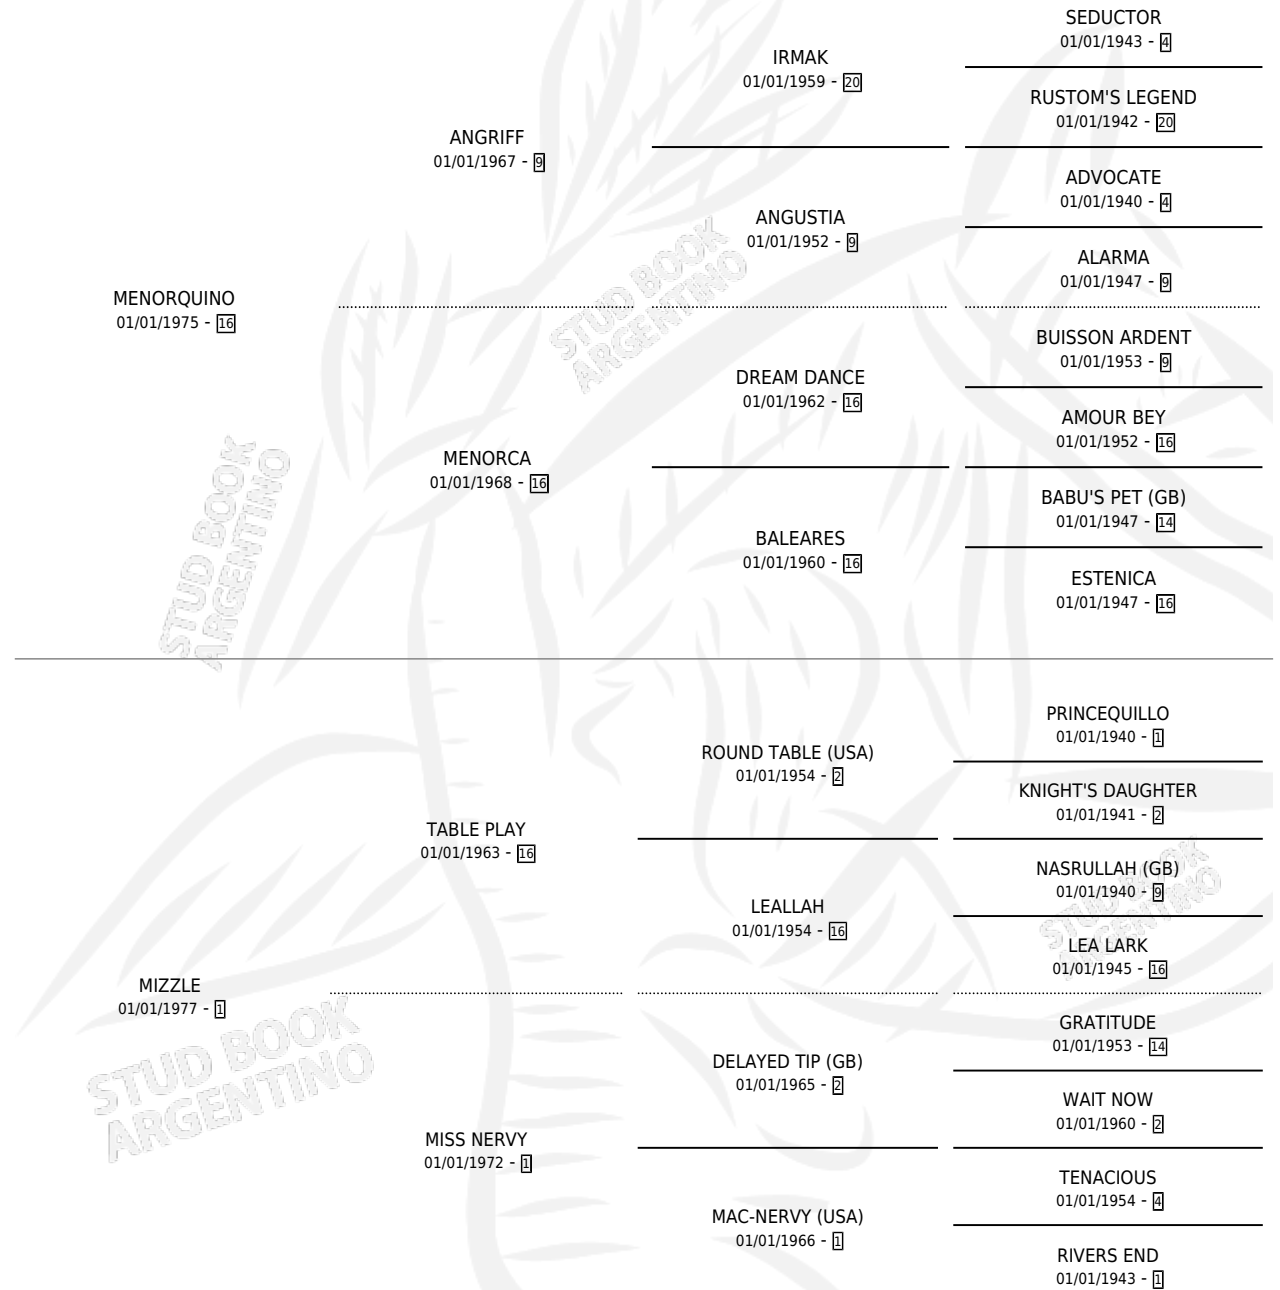 SEDUCTOR
01/01/1943 - 4
IRMAK
01/01/1959 - 20
RUSTOM'S LEGEND
01/01/1942 - 20
ANGRIFF
01/01/1967 - 9
ADVOCATE
01/01/1940 - 4
ANGUSTIA
01/01/1952 - 9
ALARMA
01/01/1947 - 9
MENORQUINO
01/01/1975 - 16
BUISSON ARDENT
01/01/1953 - 9
DREAM DANCE
01/01/1962 - 16
AMOUR BEY
01/01/1952 - 16
MENORCA
01/01/1968 - 16
BABU'S PET (GB)
01/01/1947 - 14
BALEARES
01/01/1960 - 16
ESTENICA
01/01/1947 - 16
STUD BOOK
ARGENTINO
STUD BOOK
ARGENTINO
PRINCEQUILLO
01/01/1940 - 1
ROUND TABLE (USA)
01/01/1954 - 2
KNIGHT'S DAUGHTER
01/01/1941 - 2
TABLE PLAY
01/01/1963 - 16
NASRULLAH (GB)
01/01/1940 - 9
LEALLAH
01/01/1954 - 16
LEA LARK
01/01/1945 - 16
MIZZLE
01/01/1977 - 1
GRATITUDE
01/01/1953 - 14
DELAYED TIP (GB)
01/01/1965 - 2
WAIT NOW
01/01/1960 - 2
MISS NERVY
01/01/1972 - 1
TENACIOUS
01/01/1954 - 4
MAC-NERVY (USA)
01/01/1966 - 1
RIVERS END
01/01/1943 - 1
STUD BOOK
ARGENTINO
STUD BOOK
ARGENTINO